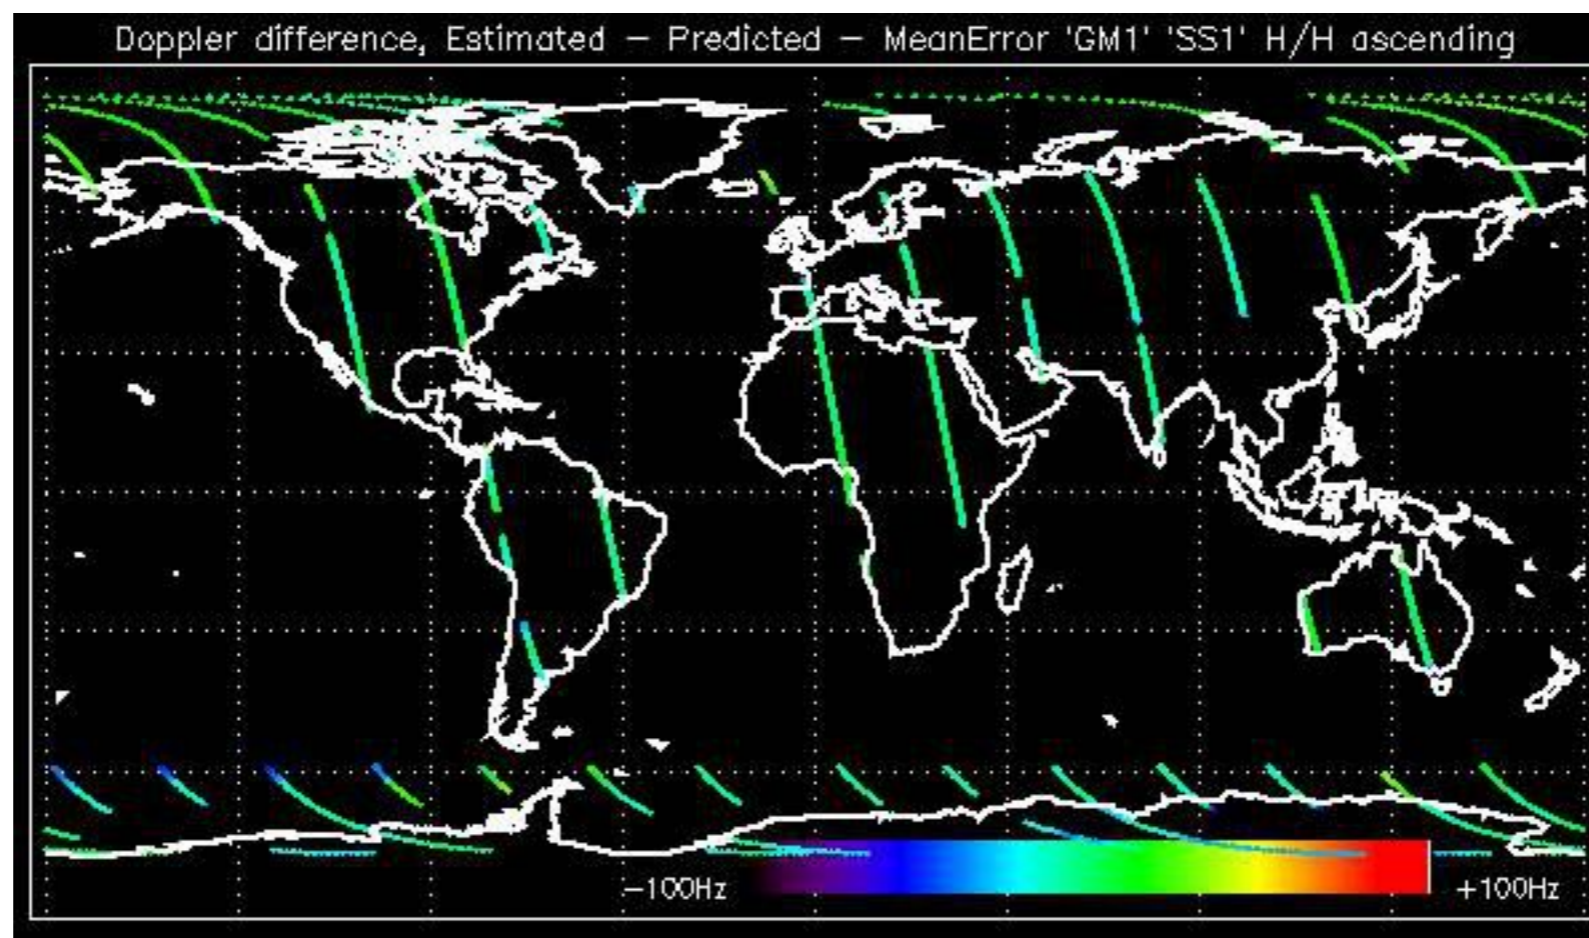 Doppler difference, Estimated – Predicted – MeanError 'GM1' 'SS1' H/H ascending
–100Hz +100Hz